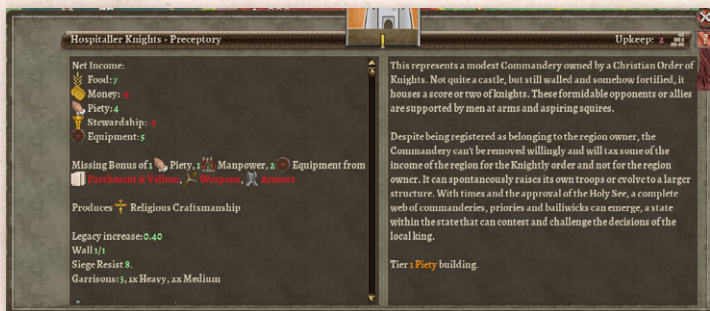 Hospitaller Knights - Preceptory
Upkeep: 2
Net Income:
Food:7
Money:
Piety:4
Stewardship:
Equipment:5
Missing Bonus of 1 Piety, 1 Manpower, 2 Equipment from
Parchment & Vellum, Weapons, Armors
Produces Religious Craftsmanship
Legacy increase:0.40
Wall 1/1
Siege Resist 8.
Garrisons:3, 1x Heavy, 2x Medium
This represents a modest Commandery owned by a Christian Order of
Knights. Not quite a castle, but still walled and somehow fortified, it
houses a score or two of knights. These formidable opponents or allies
are supported by men at arms and aspiring squires.
Despite being registered as belonging to the region owner, the
Commandery can't be removed willingly and will tax some of the
income of the region for the Knightly order and not for the region
owner. It can spontaneously raises its own troops or evolve to a larger
structure. With times and the approval of the Holy See, a complete
web of commanderies, priories and bailiwicks can emerge, a state
within the state that can contest and challenge the decisions of the
local king.
Tier 1 Piety building.